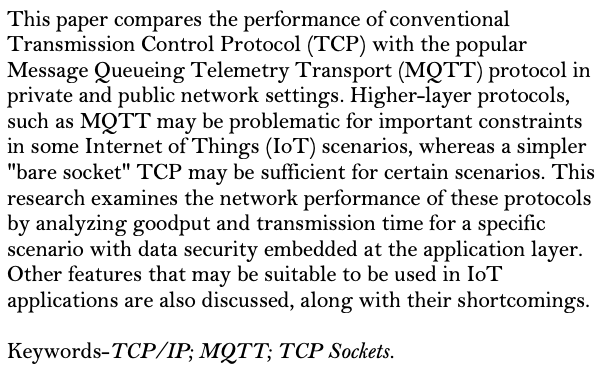 This paper compares the performance of conventional
Transmission Control Protocol (TCP) with the popular
Message Queueing Telemetry Transport (MQTT) protocol in
private and public network settings. Higher-layer protocols,
such as MQTT may be problematic for important constraints
in some Internet of Things (IoT) scenarios, whereas a simpler
"bare socket" TCP may be sufficient for certain scenarios. This
research examines the network performance of these protocols
by analyzing goodput and transmission time for a specific
scenario with data security embedded at the application layer.
Other features that may be suitable to be used in IoT
applications are also discussed, along with their shortcomings.
Keywords-TCP/IP; MQTT; TCP Sockets.